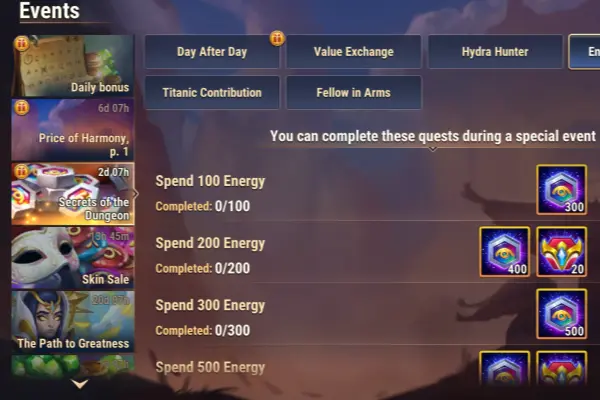 Events
Daily bonus
6d 07h
Price of Harmony,
p. 1
2d,07h
Secrets of the
Dungeon
Skin Sale
The Path to Greatness
Day After Day
Value Exchange
Hydra Hunter
En
Titanic Contribution
Fellow in Arms
You can complete these quests during a special event
Spend 100 Energy
Completed: 0/100
300
Spend 200 Energy
Completed: 0/200
400
20
Spend 300 Energy
Completed: 0/300
500
Spend 500 Energy